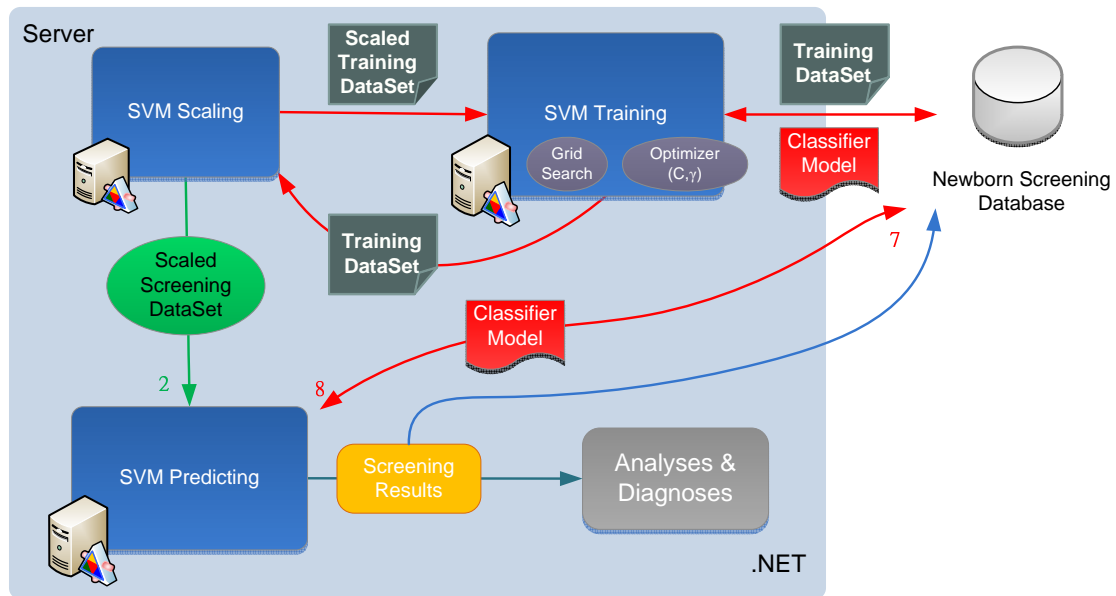 Server
Scaled
Training
DataSet
Training
DataSet
SVM Scaling
SVM Training
Grid
Search
Optimizer
(C,γ)
Classifier
Model
Newborn Screening
Database
Training
DataSet
7
Scaled
Screening
DataSet
Classifier
Model
2
8
SVM Predicting
Screening
Results
Analyses &
Diagnoses
.NET